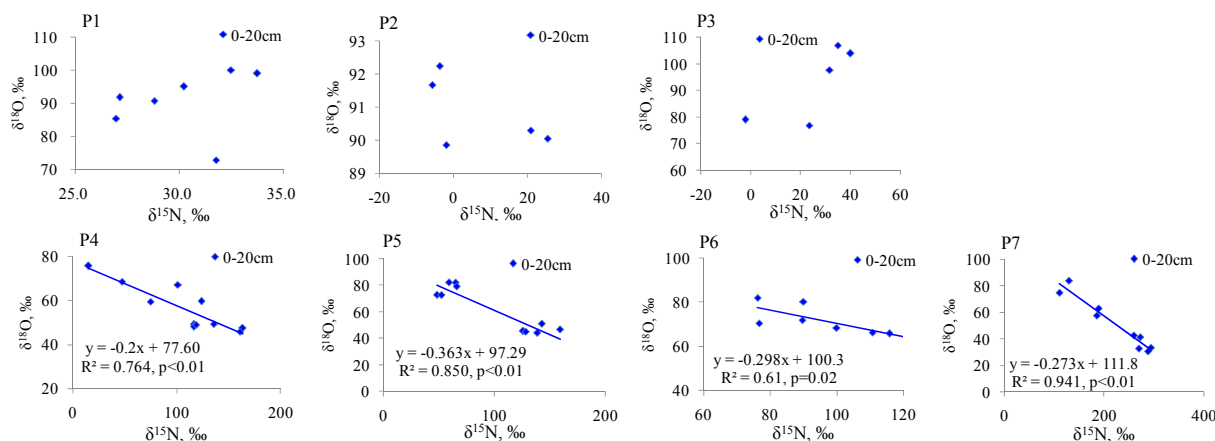 P1
0-20cm
110
100
90
80
70
δ¹⁸O, ‰
25.0 30.0 35.0
δ¹⁵N, ‰
P2
0-20cm
93
92
91
90
89
δ¹⁸O, ‰
-20 0 20 40
δ¹⁵N, ‰
P3
0-20cm
110
100
90
80
70
60
δ¹⁸O, ‰
-20 0 20 40 60
δ¹⁵N, ‰
P4
0-20cm
80
60
40
20
δ¹⁸O, ‰
y = -0.2x + 77.60
R² = 0.764, p<0.01
0 100 200
δ¹⁵N, ‰
P5
0-20cm
100
80
60
40
20
0
δ¹⁸O, ‰
y = -0.363x + 97.29
R² = 0.850, p<0.01
0 100 200
δ¹⁵N, ‰
P6
0-20cm
100
80
60
40
δ¹⁸O, ‰
y = -0.298x + 100.3
R² = 0.61, p=0.02
60 80 100 120
δ¹⁵N, ‰
P7
0-20cm
100
80
60
40
20
0
δ¹⁸O, ‰
y = -0.273x + 111.8
R² = 0.941, p<0.01
0 200 400
δ¹⁵N, ‰